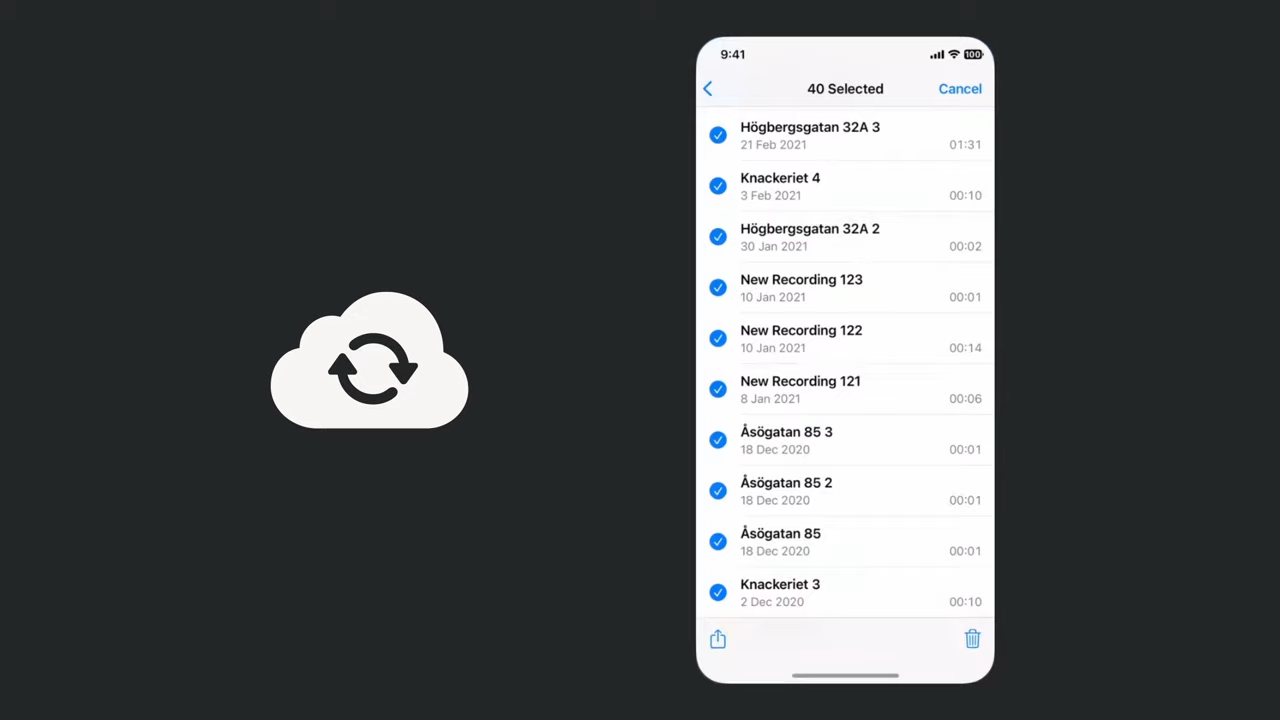 9:41
100
40 Selected
Cancel
Högbergsgatan 32A 3
21 Feb 2021
01:31
Knackeriet 4
3 Feb 2021
00:10
Högbergsgatan 32A 2
30 Jan 2021
00:02
New Recording 123
10 Jan 2021
00:01
New Recording 122
10 Jan 2021
00:14
New Recording 121
8 Jan 2021
00:06
Åsögatan 85 3
18 Dec 2020
00:01
Åsögatan 85 2
18 Dec 2020
00:01
Åsögatan 85
18 Dec 2020
00:01
Knackeriet 3
2 Dec 2020
00:10